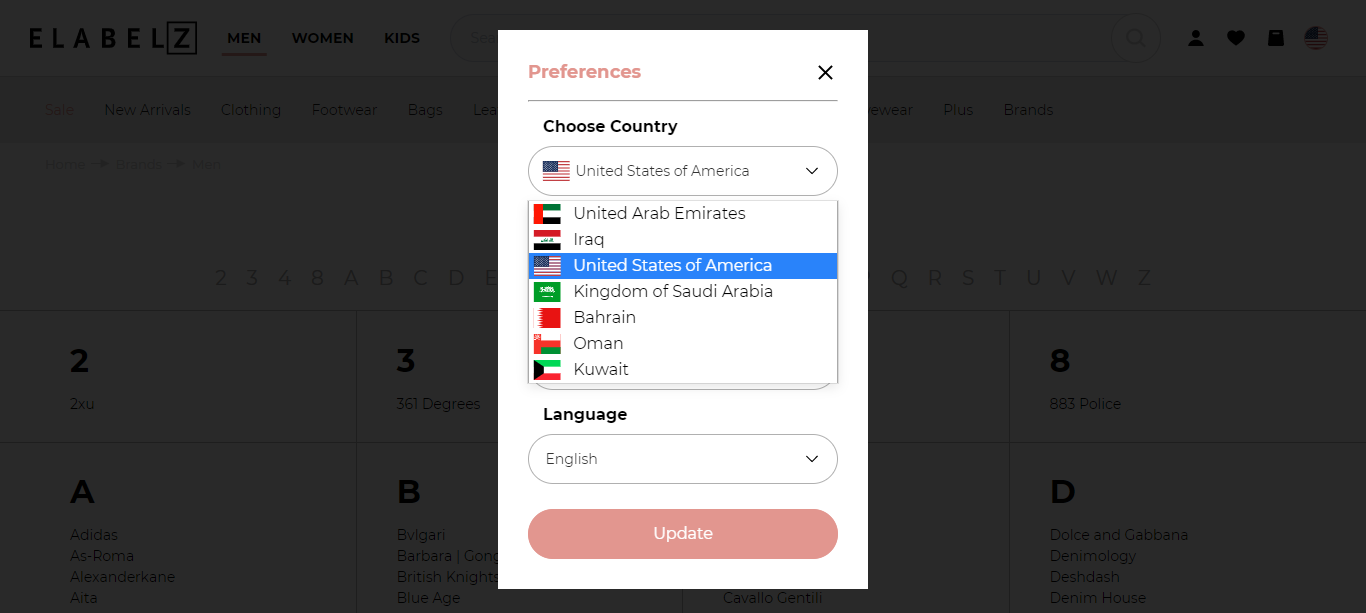 ELABELZ
MEN
WOMEN
KIDS
Preferences
Sale
New Arrivals
Clothing
Footwear
Bags
Plus
Brands
Choose Country
Home
Brands
Men
United States of America
United Arab Emirates
Iraq
United States of America
Kingdom of Saudi Arabia
Bahrain
Oman
Kuwait
2 3 4 8 A B C D E
Q R S T U V W Z
2
3
8
2xu
361 Degrees
883 Police
Language
English
A
B
D
Adidas
As-Roma
Alexanderkane
Aita
Bvlgari
Barbara | Gong
British Knights
Blue Age
Cavallo Gentili
Dolce and Gabbana
Denimology
Deshdash
Denim House
Update